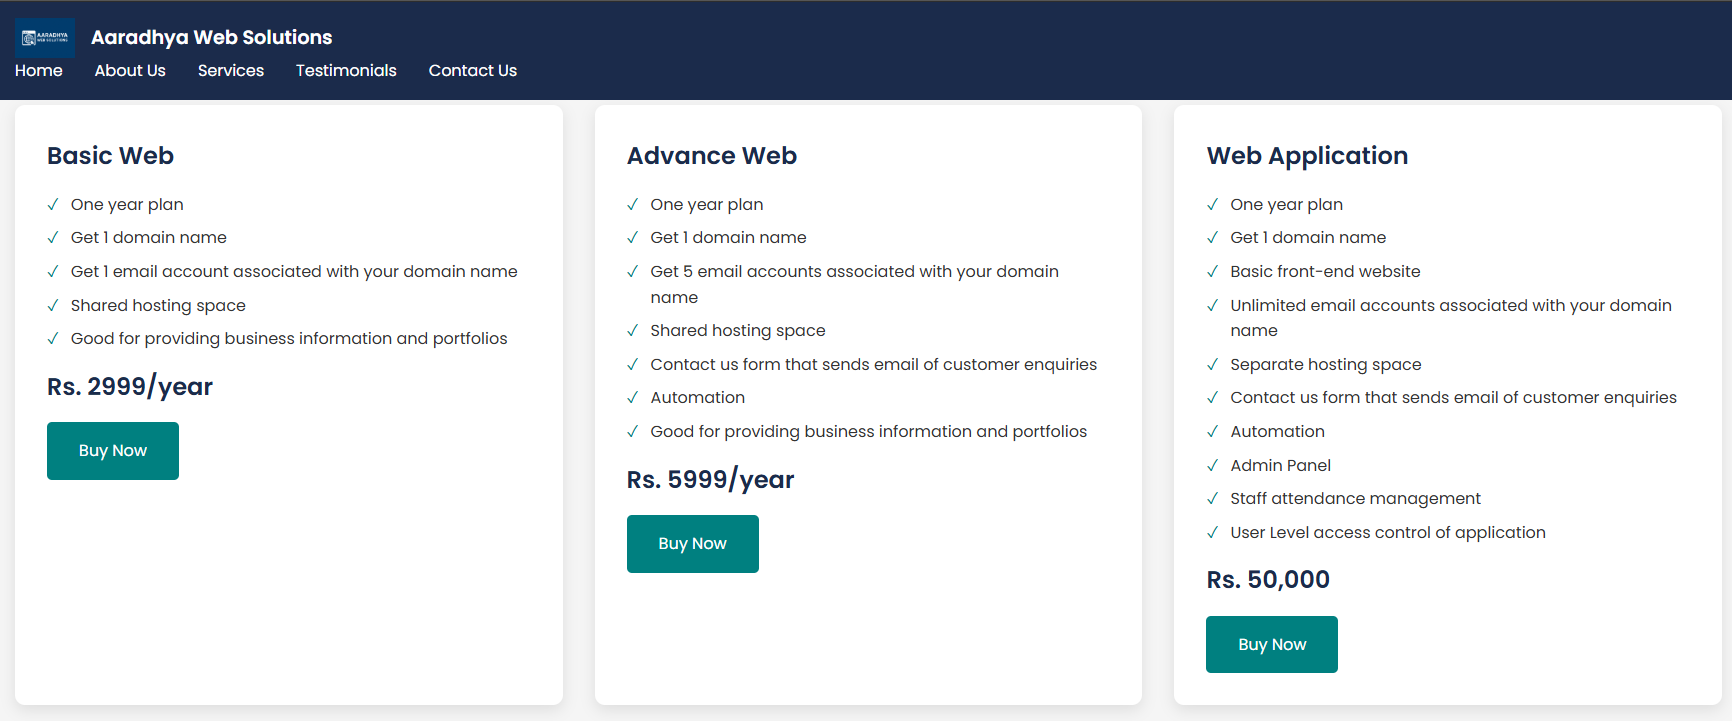 AARADHYA
WEB SOLUTIONS
Aaradhya Web Solutions
Home About Us Services Testimonials Contact Us
Basic Web
✓ One year plan
✓ Get 1 domain name
✓ Get 1 email account associated with your domain name
✓ Shared hosting space
✓ Good for providing business information and portfolios
Rs. 2999/year
Buy Now
Advance Web
✓ One year plan
✓ Get 1 domain name
✓ Get 5 email accounts associated with your domain
name
✓ Shared hosting space
✓ Contact us form that sends email of customer enquiries
✓ Automation
✓ Good for providing business information and portfolios
Rs. 5999/year
Buy Now
Web Application
✓ One year plan
✓ Get 1 domain name
✓ Basic front-end website
✓ Unlimited email accounts associated with your domain
name
✓ Separate hosting space
✓ Contact us form that sends email of customer enquiries
✓ Automation
✓ Admin Panel
✓ Staff attendance management
✓ User Level access control of application
Rs. 50,000
Buy Now